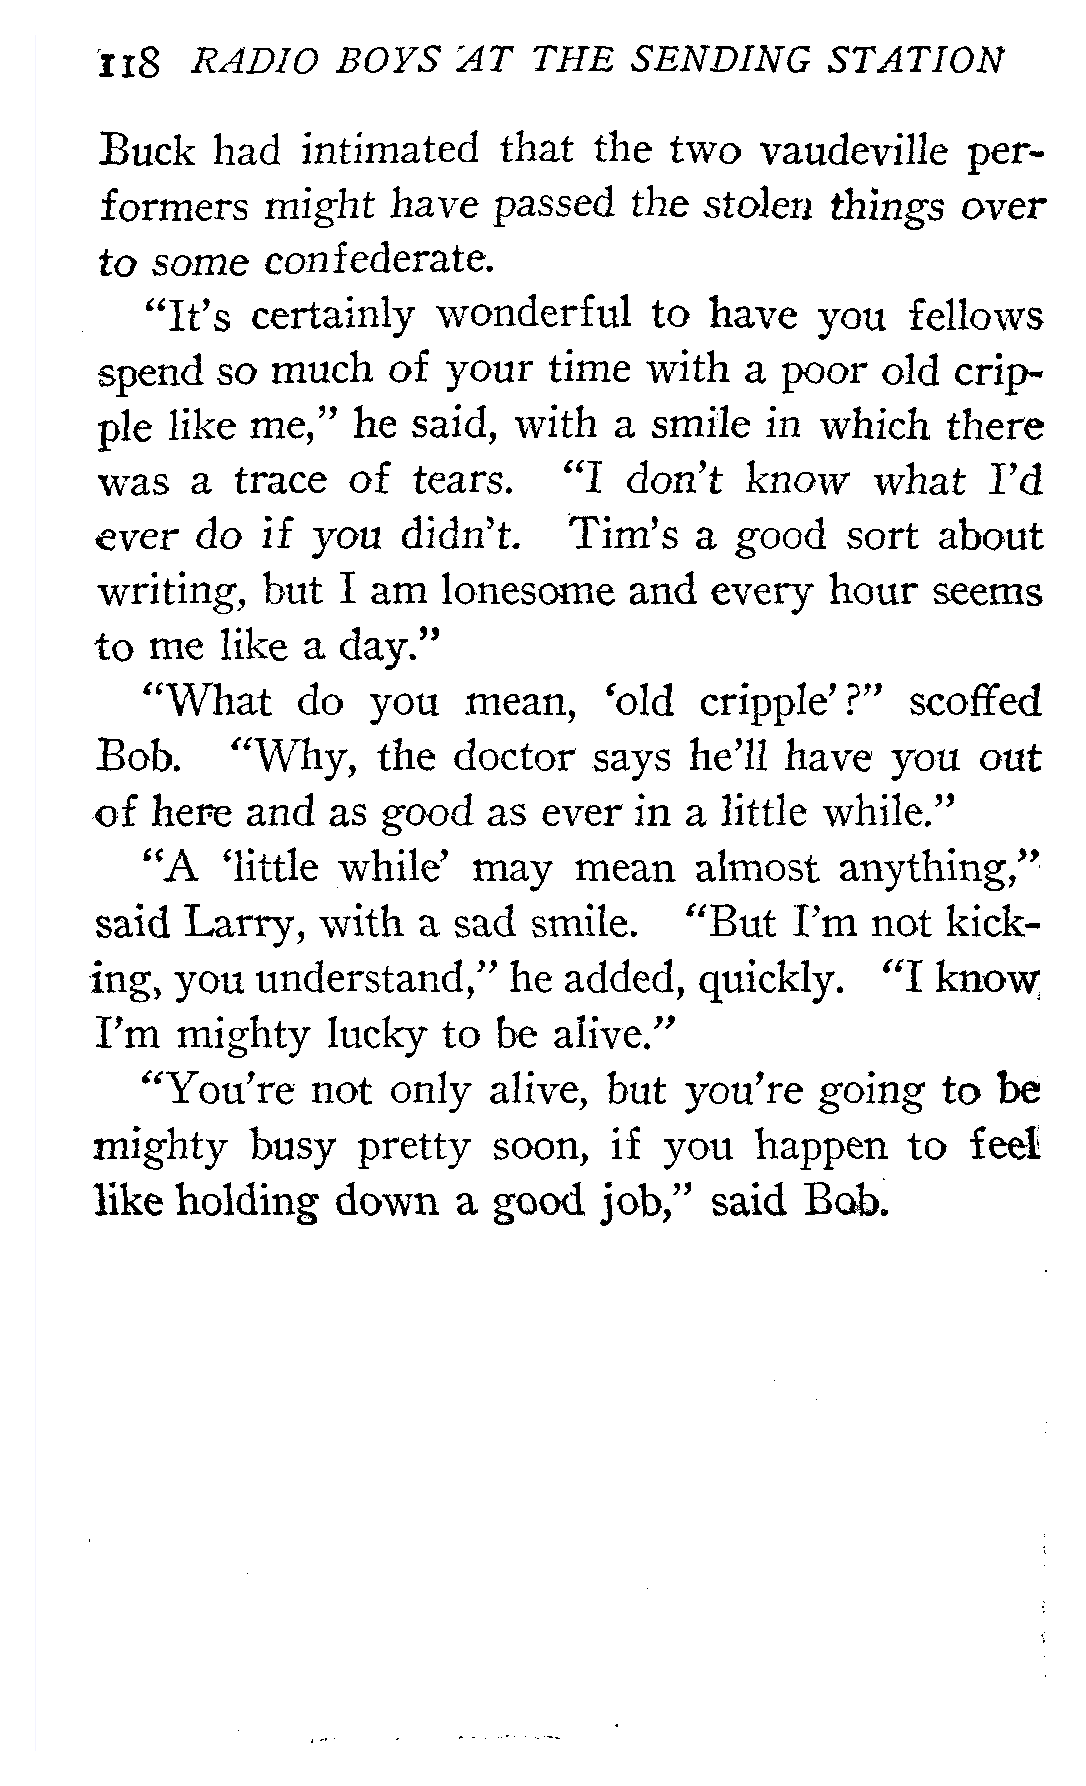 118 RADIO BOYS AT THE SENDING STATION
Buck had intimated that the two vaudeville per-
formers might have passed the stolen things over
to some confederate.
“It’s certainly wonderful to have you fellows
spend so much of your time with a poor old crip-
ple like me,” he said, with a smile in which there
was a trace of tears. “I don’t know what I’d
ever do if you didn’t. Tim’s a good sort about
writing, but I am lonesome and every hour seems
to me like a day.”
“What do you mean, ‘old cripple’?” scoffed
Bob. “Why, the doctor says he’ll have you out
of here and as good as ever in a little while.”
“A ‘little while’ may mean almost anything,”
said Larry, with a sad smile. “But I’m not kick-
ing, you understand,” he added, quickly. “I know
I’m mighty lucky to be alive.”
“You’re not only alive, but you’re going to be
mighty busy pretty soon, if you happen to feel
like holding down a good job,” said Bob.